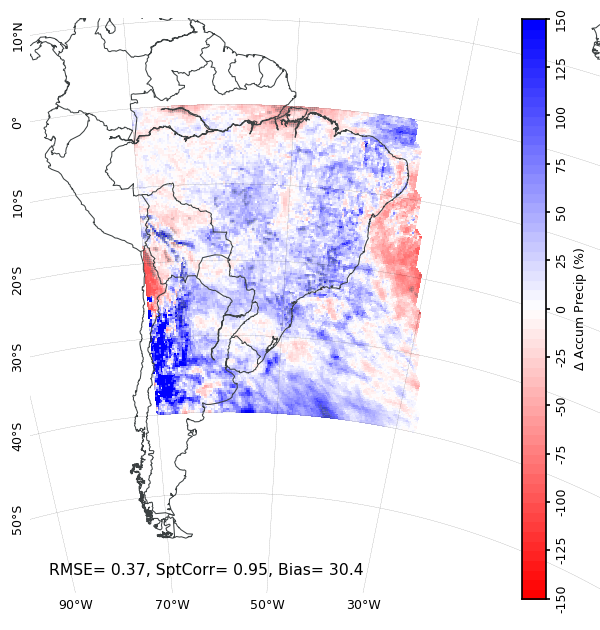 10°N
0°
10°S
20°S
30°S
40°S
50°S
90°W
70°W
50°W
30°W
RMSE= 0.37, SptCorr= 0.95, Bias= 30.4
150
125
100
75
50
25
0
-25
-50
-75
-100
-125
-150
Δ Accum Precip (%)